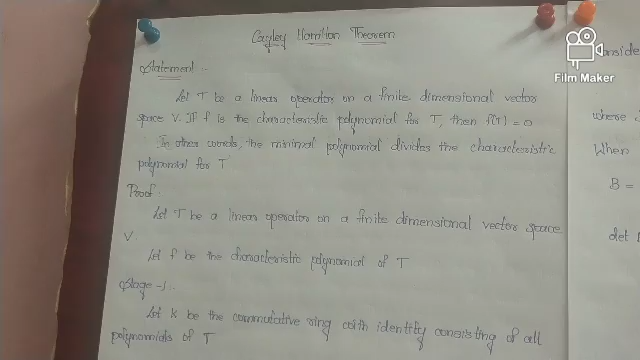 Cayley Hamiltian Theorem
Statement :-
Let T be a linear operator on a finite dimensional vector
space V. If f is the characteristic polynomial for T, then f(T) = 0
In other words, the minimal polynomial divides the characteristic
polynomial for T
Proof:
Let T be a linear operator on a finite dimensional vector space
V.
Let f be the characteristic polynomial of T
Stage-1:-
Let K be the commutative ring with identity consisting of all
polynomials of T
Film Maker
where
When
B =
det